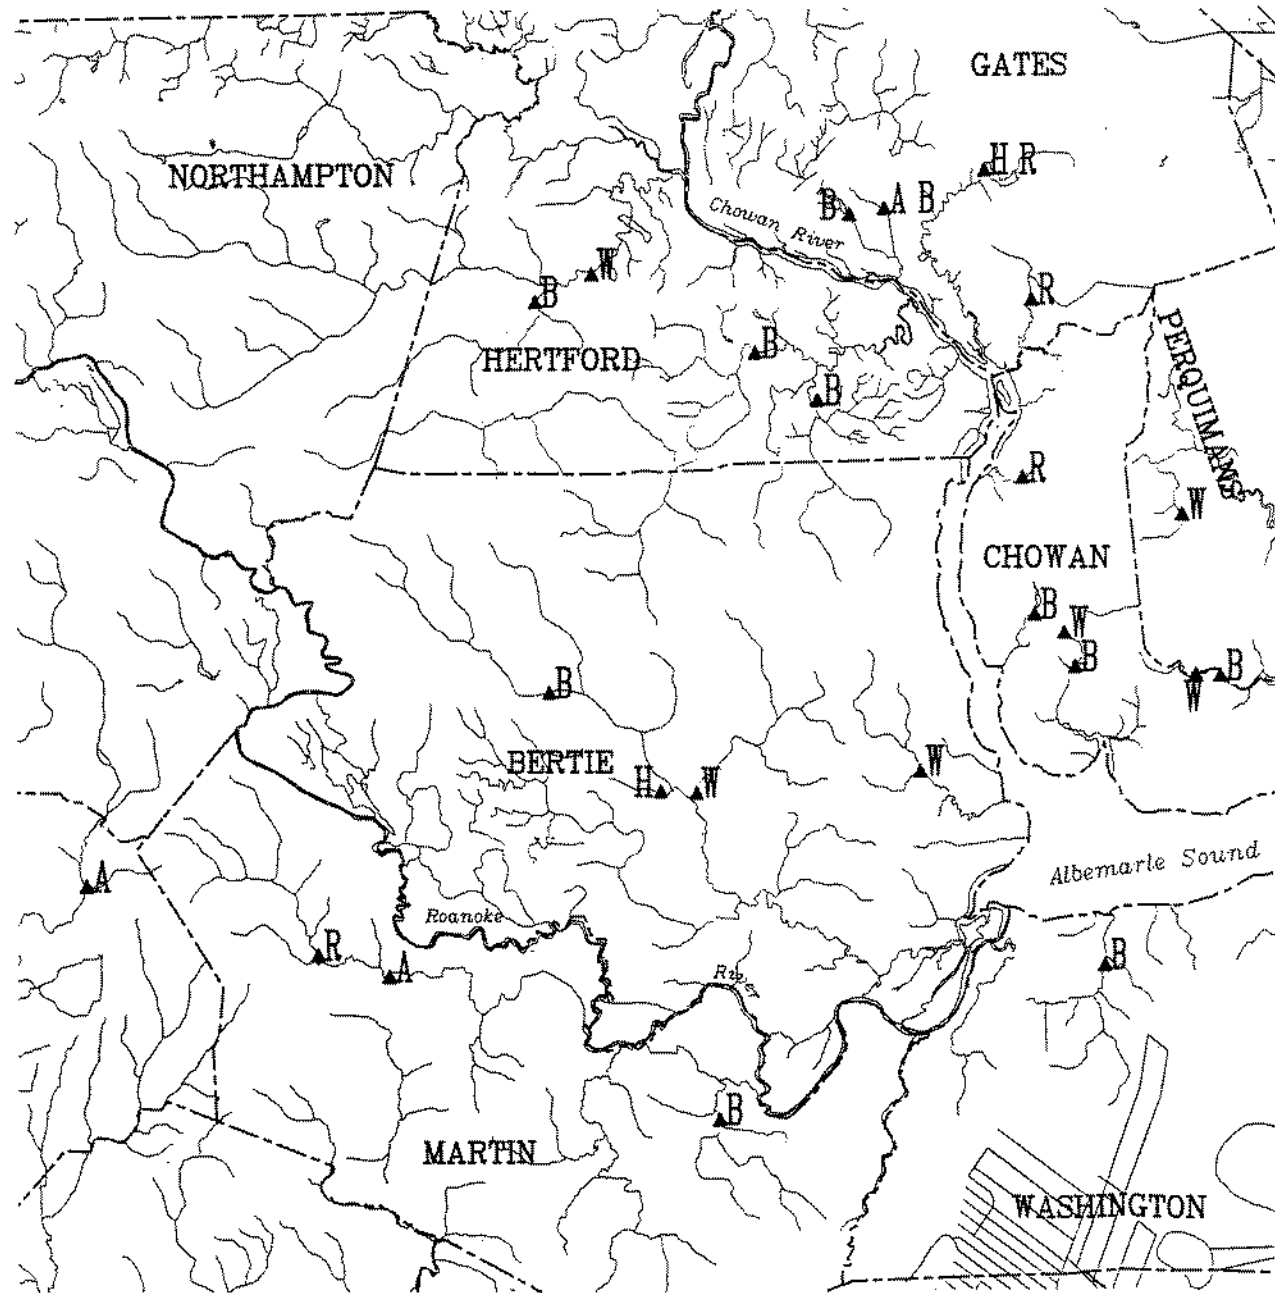 GATES
NORTHAMPTON
H R
B
A B
Chowan River
W
B
R
PERQUIMANS
HERTFORD
B
B
R
W
CHOWAN
B
W
B
B
W
B
BERTIE
H
W
W
A
Albemarle Sound
Roanoke
R
A
River
B
B
MARTIN
WASHINGTON